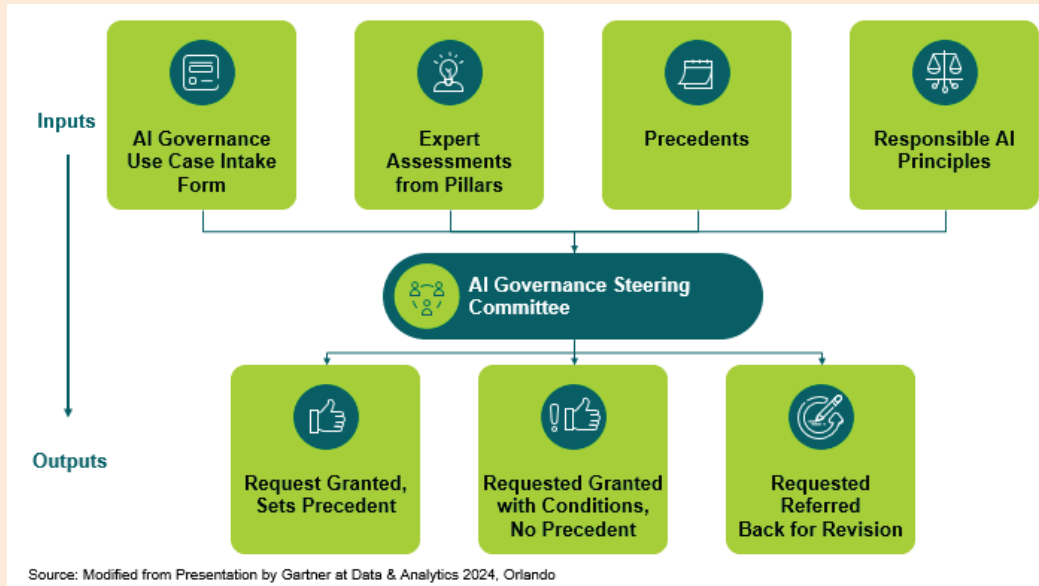 Inputs
AI Governance
Use Case Intake
Form
Expert
Assessments
from Pillars
Precedents
Responsible AI
Principles
AI Governance Steering
Committee
Outputs
Request Granted,
Sets Precedent
Requested Granted
with Conditions,
No Precedent
Requested
Referred
Back for Revision
Source: Modified from Presentation by Gartner at Data & Analytics 2024, Orlando